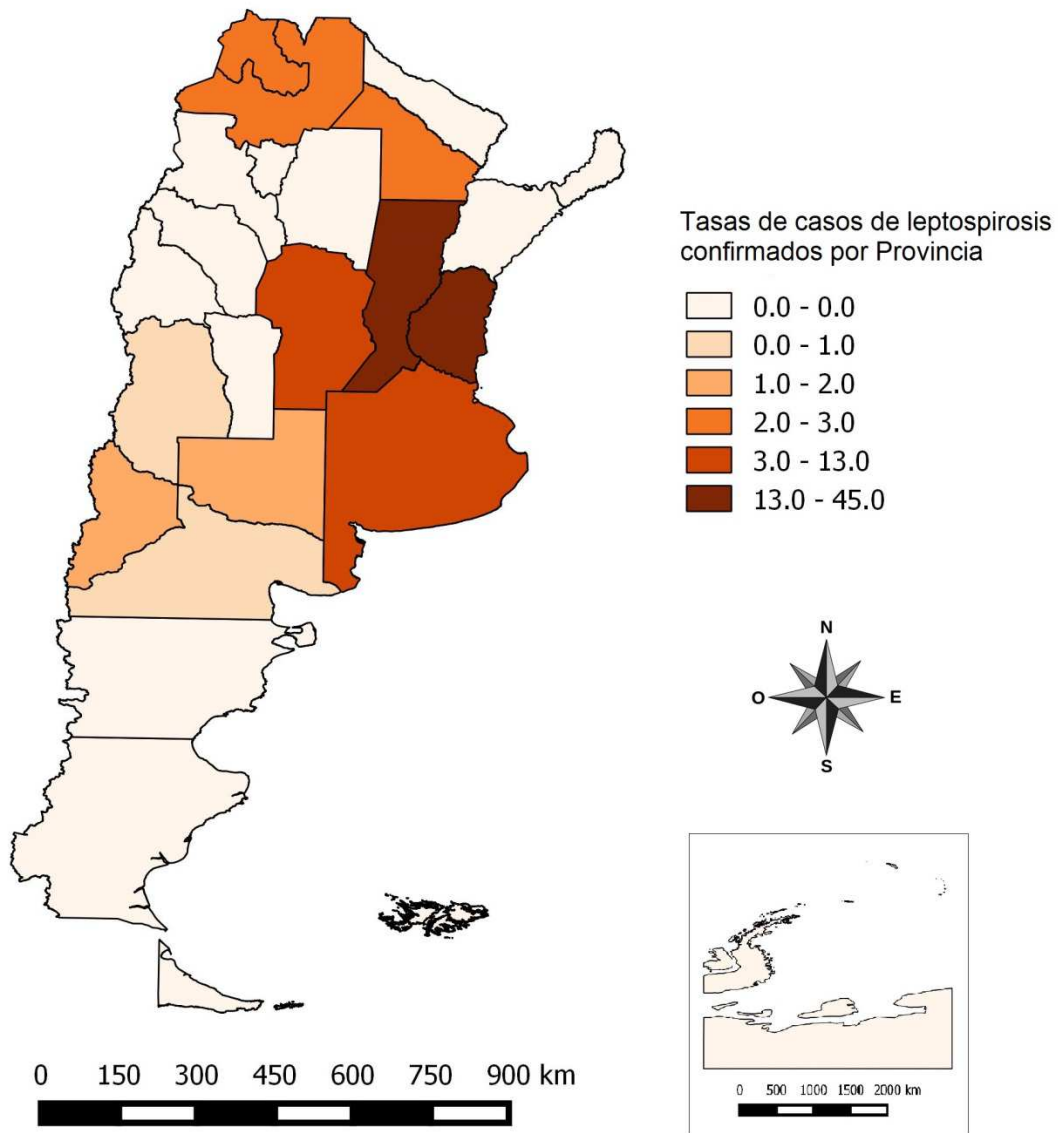 Tasas de casos de leptospirosis
confirmados por Provincia
0.0 - 0.0
0.0 - 1.0
1.0 - 2.0
2.0 - 3.0
3.0 - 13.0
13.0 - 45.0
N
O E
S
0 150 300 450 600 750 900 km
0 500 1000 1500 2000 km